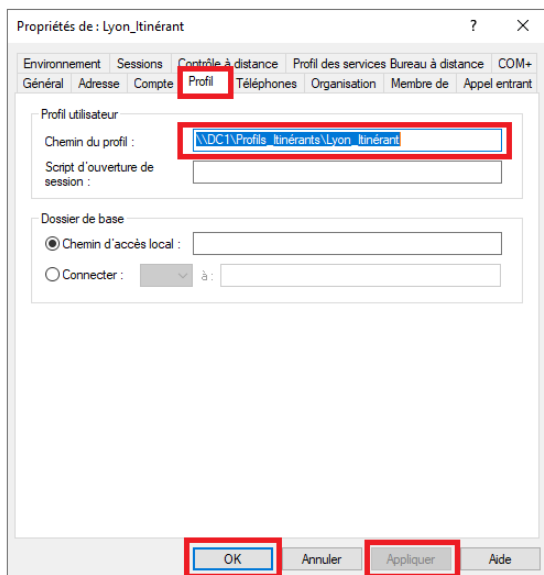 Propriétés de : Lyon_Itinérant ? X
Environnement Sessions Contrôle à distance Profil des services Bureau à distance COM+
Général Adresse Compte Profil Téléphones Organisation Membre de Appel entrant
Profil utilisateur
Chemin du profil : \\DC1\Profils_Itinérants\Lyon_Itinérant
Script d'ouverture de
session :
Dossier de base
Chemin d'accès local :
Connecter : à :
OK Annuler Appliquer Aide